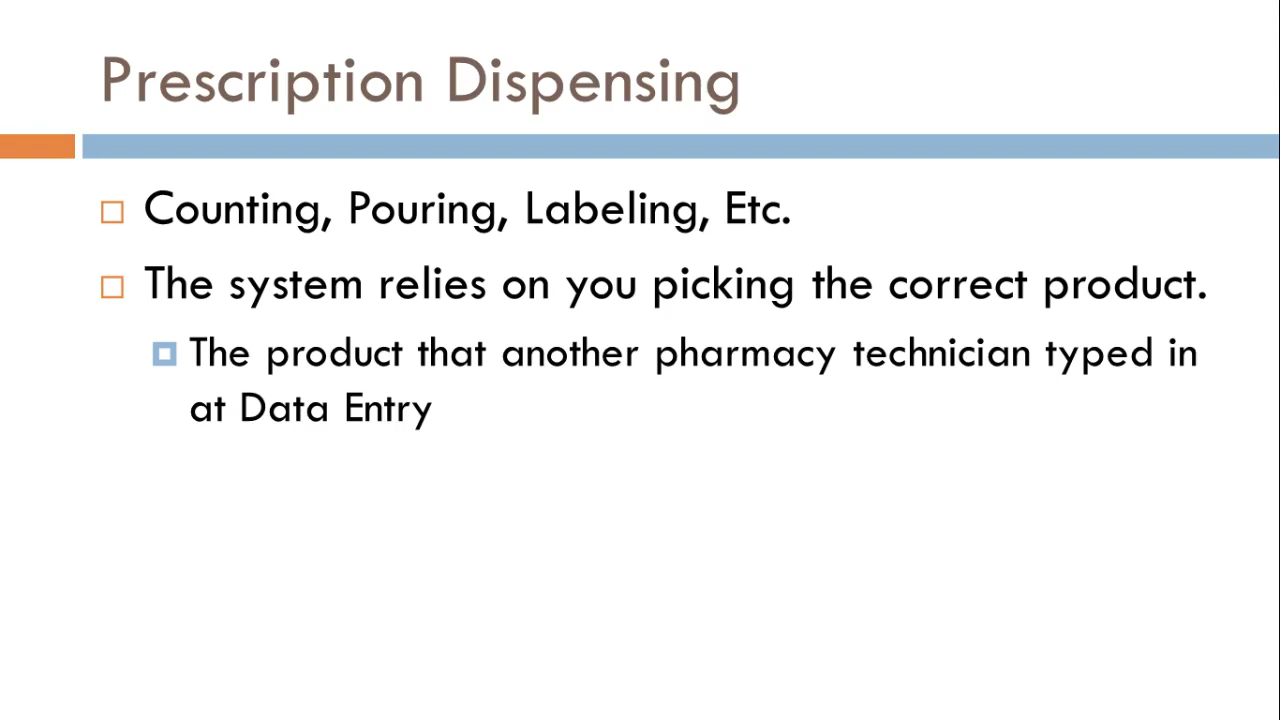 Prescription Dispensing
Counting, Pouring, Labeling, Etc.
The system relies on you picking the correct product.
The product that another pharmacy technician typed in
at Data Entry